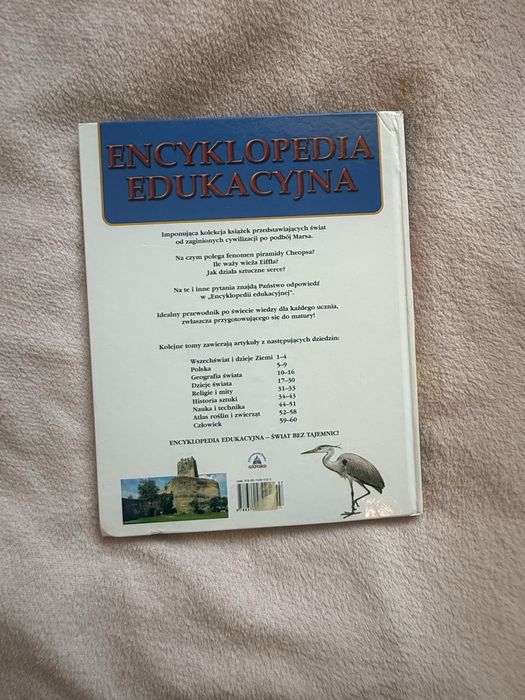 ENCYKLOPEDIA
EDUKACYJNA
Imponująca kolekcja książek przedstawiających świat
od zaginionych cywilizacji po podbój Marsa.
Na czym polega fenomen piramidy Cheopsa?
Ile waży wieża Eiffla?
Jak działa sztuczne serce?
Na te i inne pytania znajdą Państwo odpowiedź
w „Encyklopedii edukacyjnej".
Idealny przewodnik po świecie wiedzy dla każdego ucznia,
zwłaszcza przygotowującego się do matury!
Kolejne tomy zawierają artykuły z następujących dziedzin:
Wszechświat i dzieje Ziemi 1–4
Polska 5–9
Geografia świata 10–16
Dzieje świata 17–30
Religie i mity 31–33
Historia sztuki 34–43
Nauka i technika 44–51
Atlas roślin i zwierząt 52–58
Człowiek 59–60
ENCYKLOPEDIA EDUKACYJNA – ŚWIAT BEZ TAJEMNIC!
OXFORD